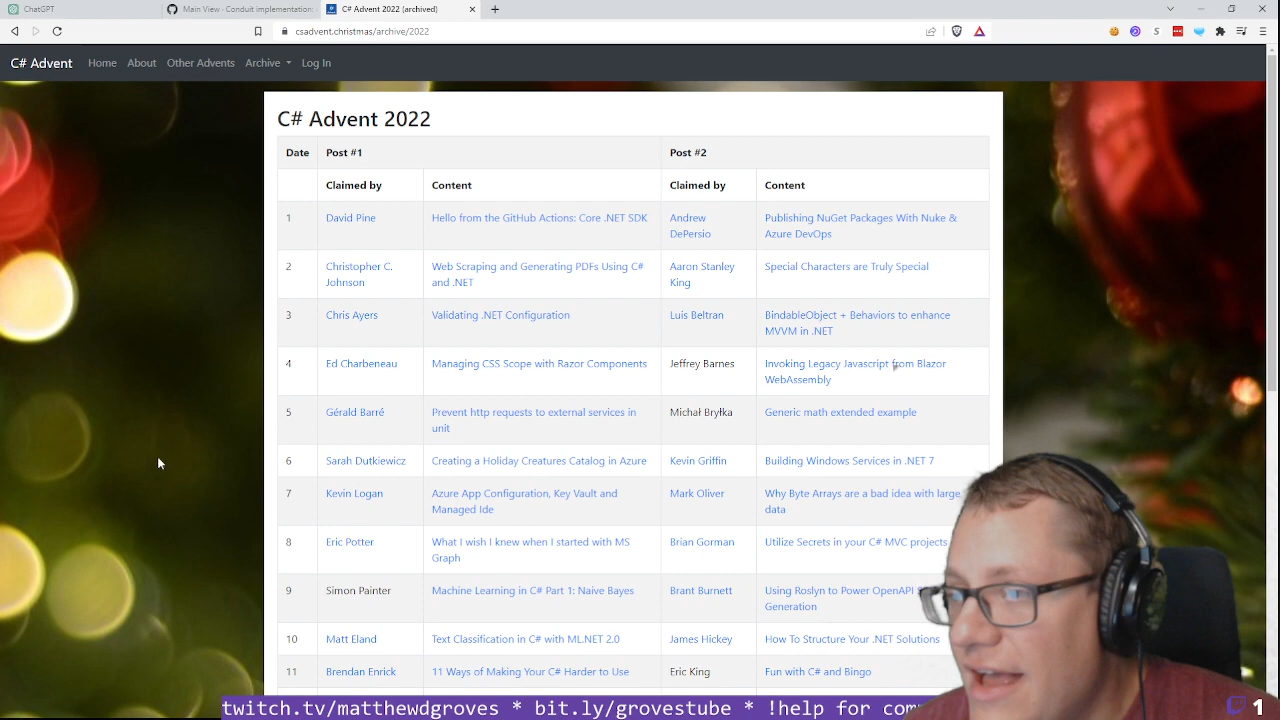 ChatGPT
Main View - Conduit implementation
C# Advent 2022 (archived)
csadvent.christmas/archive/2022
C# Advent Home About Other Advents Archive Log In
C# Advent 2022
Date Post #1 Post #2
Claimed by Content Claimed by Content
1 David Pine Hello from the GitHub Actions: Core .NET SDK Andrew Publishing NuGet Packages With Nuke &
DePersio Azure DevOps
2 Christopher C. Web Scraping and Generating PDFs Using C# Aaron Stanley Special Characters are Truly Special
Johnson and .NET King
3 Chris Ayers Validating .NET Configuration Luis Beltran BindableObject + Behaviors to enhance
MVVM in .NET
4 Ed Charbeneau Managing CSS Scope with Razor Components Jeffrey Barnes Invoking Legacy Javascript from Blazor
WebAssembly
5 Gérald Barré Prevent http requests to external services in Michał Bryłka Generic math extended example
unit
6 Sarah Dutkiewicz Creating a Holiday Creatures Catalog in Azure Kevin Griffin Building Windows Services in .NET 7
7 Kevin Logan Azure App Configuration, Key Vault and Mark Oliver Why Byte Arrays are a bad idea with large
Managed Ide data
8 Eric Potter What I wish I knew when I started with MS Brian Gorman Utilize Secrets in your C# MVC projects
Graph
9 Simon Painter Machine Learning in C# Part 1: Naive Bayes Brant Burnett Using Roslyn to Power OpenAPI
Generation
10 Matt Eland Text Classification in C# with ML.NET 2.0 James Hickey How To Structure Your .NET Solutions
11 Brendan Enrick 11 Ways of Making Your C# Harder to Use Eric King Fun with C# and Bingo
twitch.tv/matthewdgroves * bit.ly/grovestube * !help for com
1